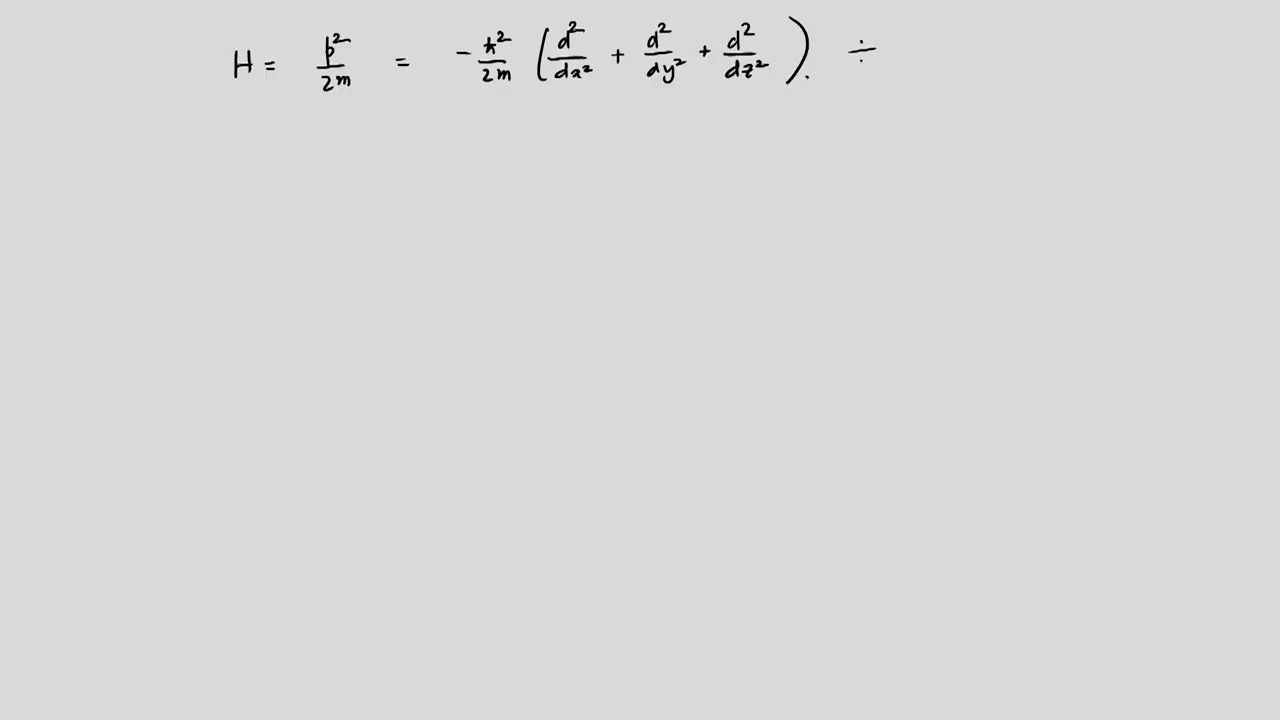 H = p²/2m = - ħ²/2m (d²/dx² + d²/dy² + d²/dz²). ÷